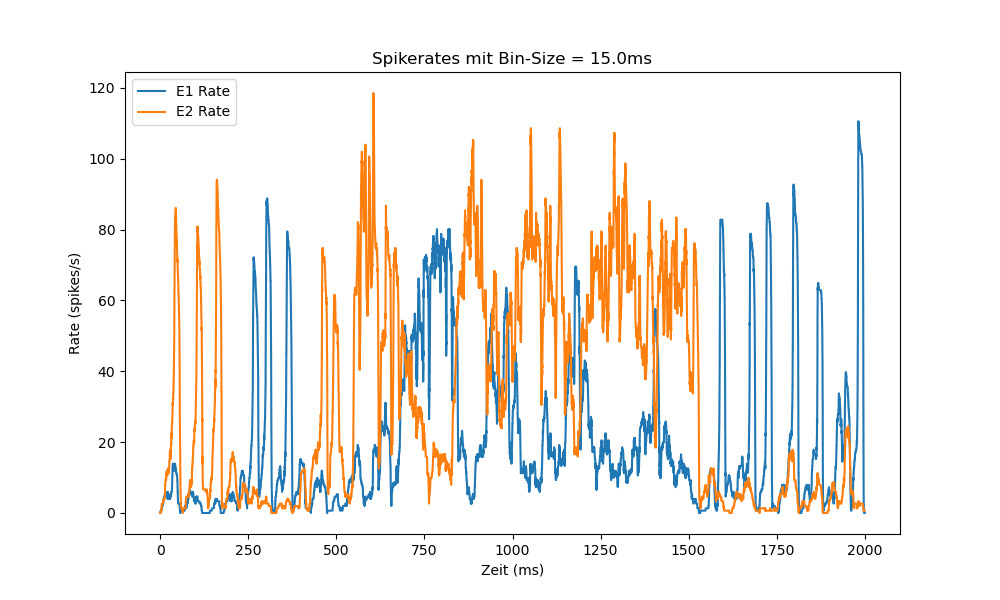 Spikerates mit Bin-Size = 15.0ms
E1 Rate
E2 Rate
120
100
80
60
40
20
0
Rate (spikes/s)
0 250 500 750 1000 1250 1500 1750 2000
Zeit (ms)